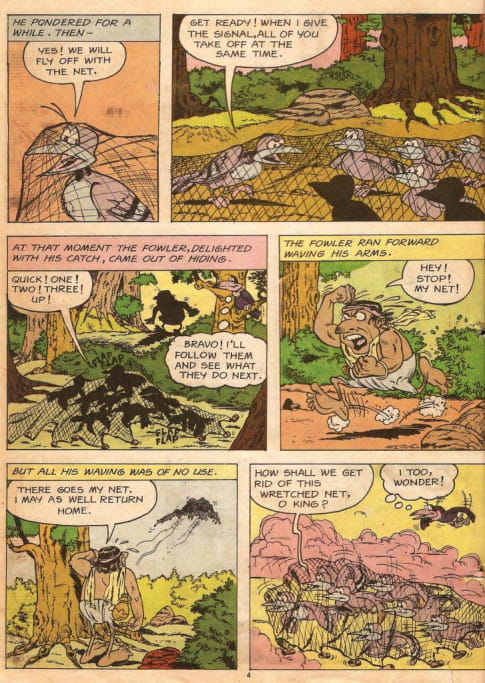 HE PONDERED FOR A
WHILE. THEN-
YES! WE WILL
FLY OFF WITH
THE NET.
GET READY! WHEN I GIVE
THE SIGNAL, ALL OF YOU
TAKE OFF AT THE
SAME TIME.
AT THAT MOMENT THE FOWLER, DELIGHTED
WITH HIS CATCH, CAME OUT OF HIDING.
QUICK! ONE!
TWO! THREE!
UP!
FLAP
FLAP
BRAVO! I'LL
FOLLOW THEM
AND SEE WHAT
THEY DO NEXT.
FLAP
FLAP
THE FOWLER RAN FORWARD
WAVING HIS ARMS.
HEY!
STOP!
MY NET!
BUT ALL HIS WAVING WAS OF NO USE.
THERE GOES MY NET.
I MAY AS WELL RETURN
HOME.
HOW SHALL WE GET
RID OF THIS
WRETCHED NET,
O KING?
I TOO,
WONDER!
4